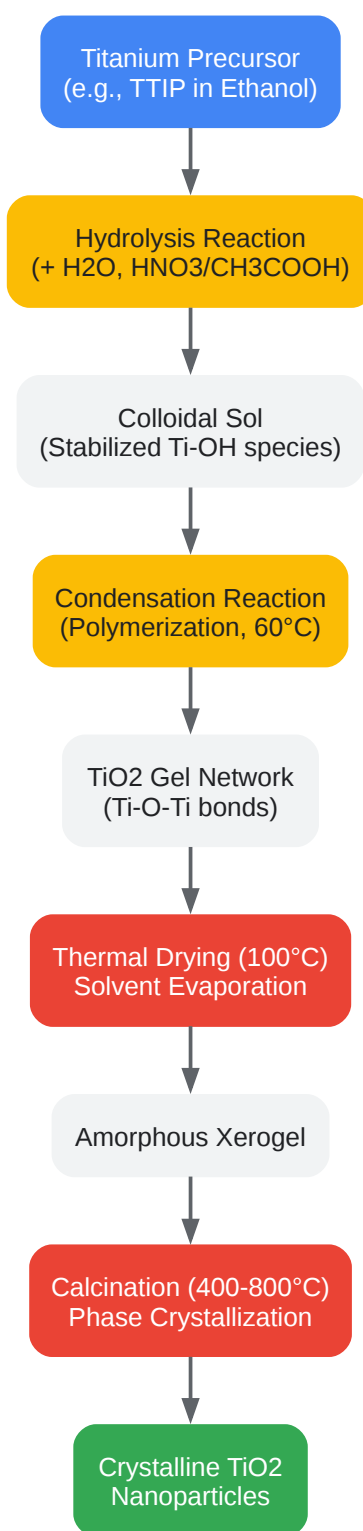 Titanium Precursor
(e.g., TTIP in Ethanol)
Hydrolysis Reaction
(+ H2O, HNO3/CH3COOH)
Colloidal Sol
(Stabilized Ti-OH species)
Condensation Reaction
(Polymerization, 60°C)
TiO2 Gel Network
(Ti-O-Ti bonds)
Thermal Drying (100°C)
Solvent Evaporation
Amorphous Xerogel
Calcination (400-800°C)
Phase Crystallization
Crystalline TiO2
Nanoparticles